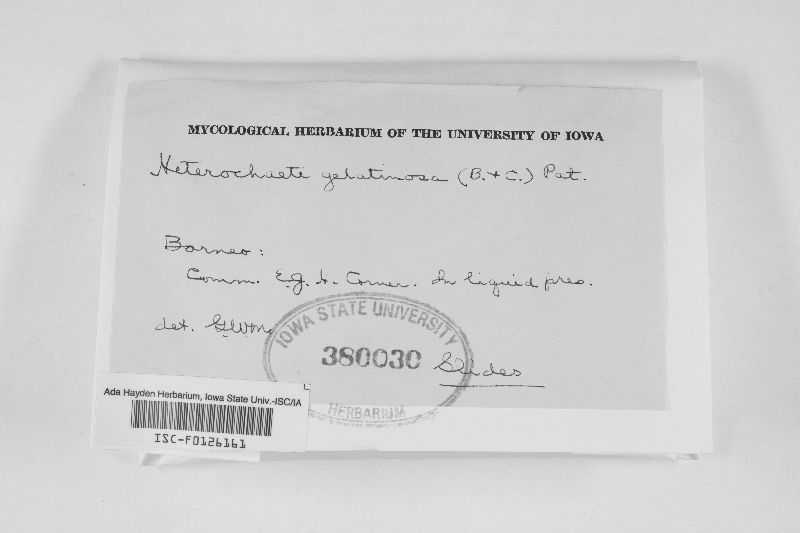 MYCOLOGICAL HERBARIUM OF THE UNIVERSITY OF IOWA
Heterochaete gelatinosa (B. & C.) Pat.
Borneo:
Comm. E.J.H. Corner. In liquid pres.
det. G.W.M.
IOWA STATE UNIVERSITY
380030
HERBARIUM
Slides
Ada Hayden Herbarium, Iowa State Univ.-ISC/IA
ISC-F0126161